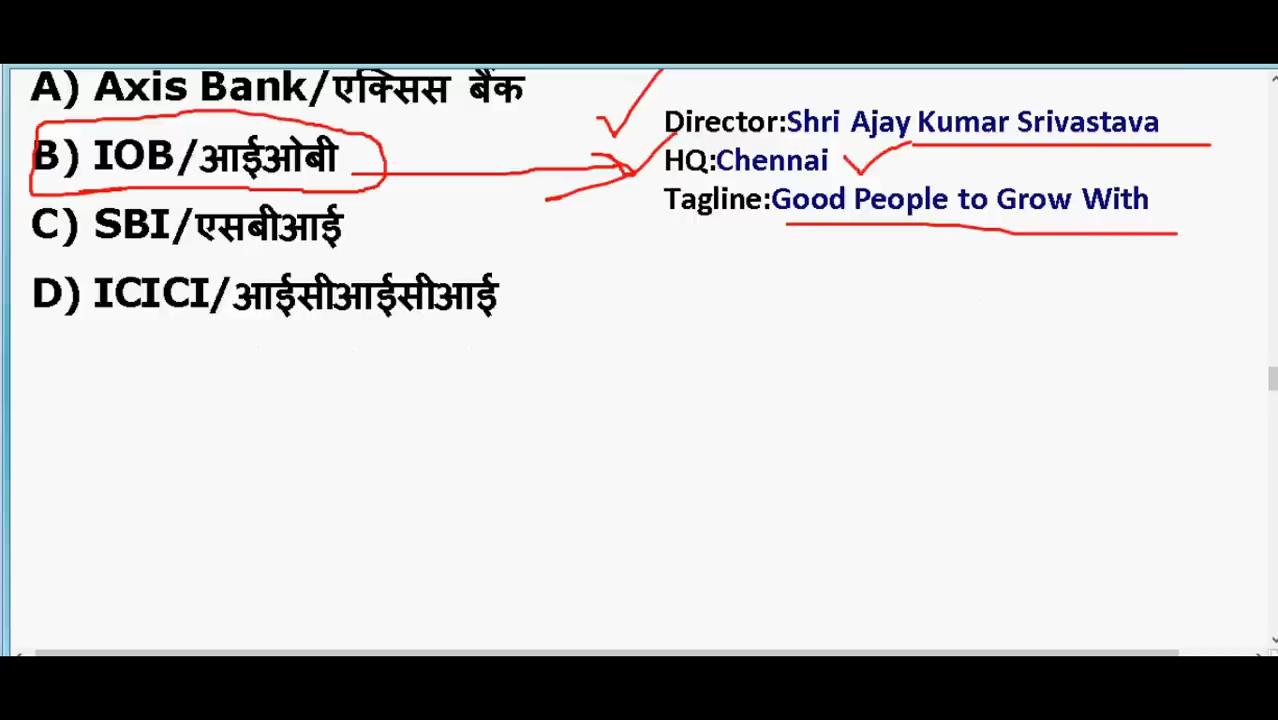 A) Axis Bank/एक्सिस बैंक
B) IOB/आईओबी
C) SBI/एसबीआई
D) ICICI/आईसीआईसीआई
Director:Shri Ajay Kumar Srivastava
HQ:Chennai
Tagline:Good People to Grow With